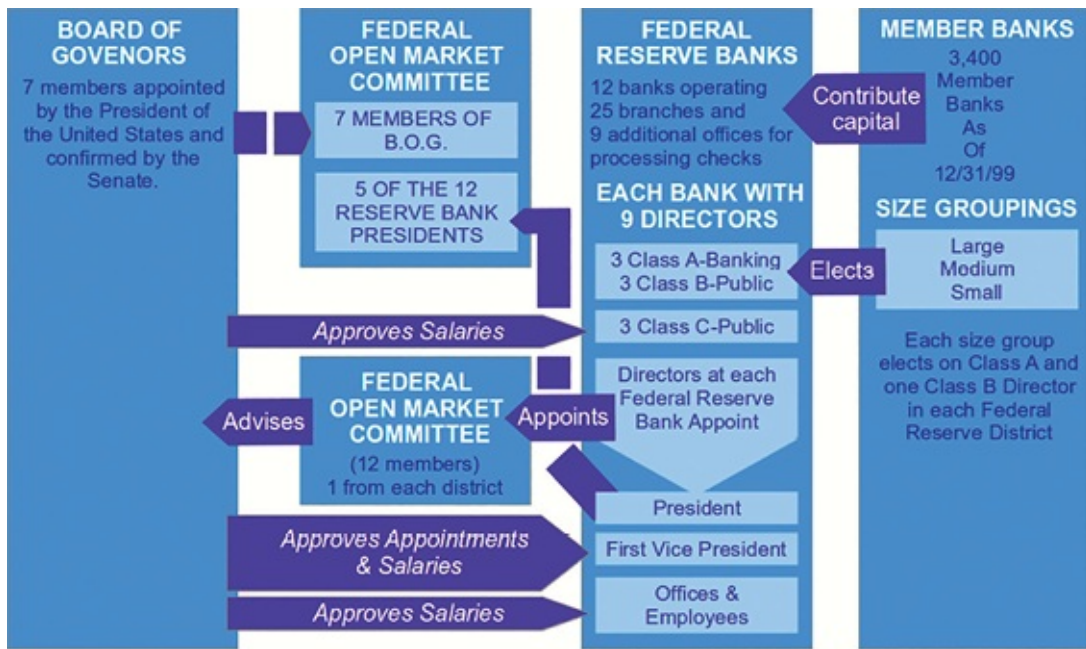 BOARD OF
GOVENORS
7 members appointed
by the President of
the United States and
confirmed by the
Senate.
FEDERAL
OPEN MARKET
COMMITTEE
7 MEMBERS OF
B.O.G.
5 OF THE 12
RESERVE BANK
PRESIDENTS
FEDERAL
RESERVE BANKS
12 banks operating
25 branches and
9 additional offices for
processing checks
Contribute
capital
MEMBER BANKS
3,400
Member
Banks
As
Of
12/31/99
EACH BANK WITH
9 DIRECTORS
3 Class A-Banking
3 Class B-Public
3 Class C-Public
Elects
SIZE GROUPINGS
Large
Medium
Small
Each size group
elects on Class A and
one Class B Director
in each Federal
Reserve District
Approves Salaries
Advises
FEDERAL
OPEN MARKET
COMMITTEE
(12 members)
1 from each district
Appoints
Directors at each
Federal Reserve
Bank Appoint
President
Approves Appointments
& Salaries
First Vice President
Approves Salaries
Offices &
Employees